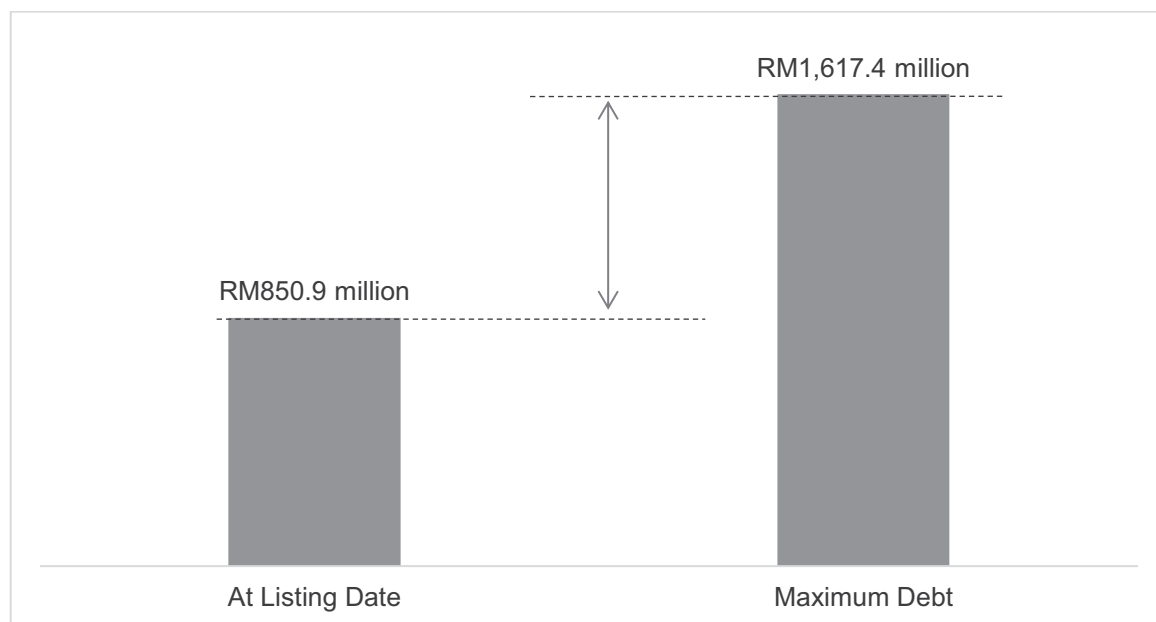 RM1,617.4 million
RM850.9 million
At Listing Date
Maximum Debt